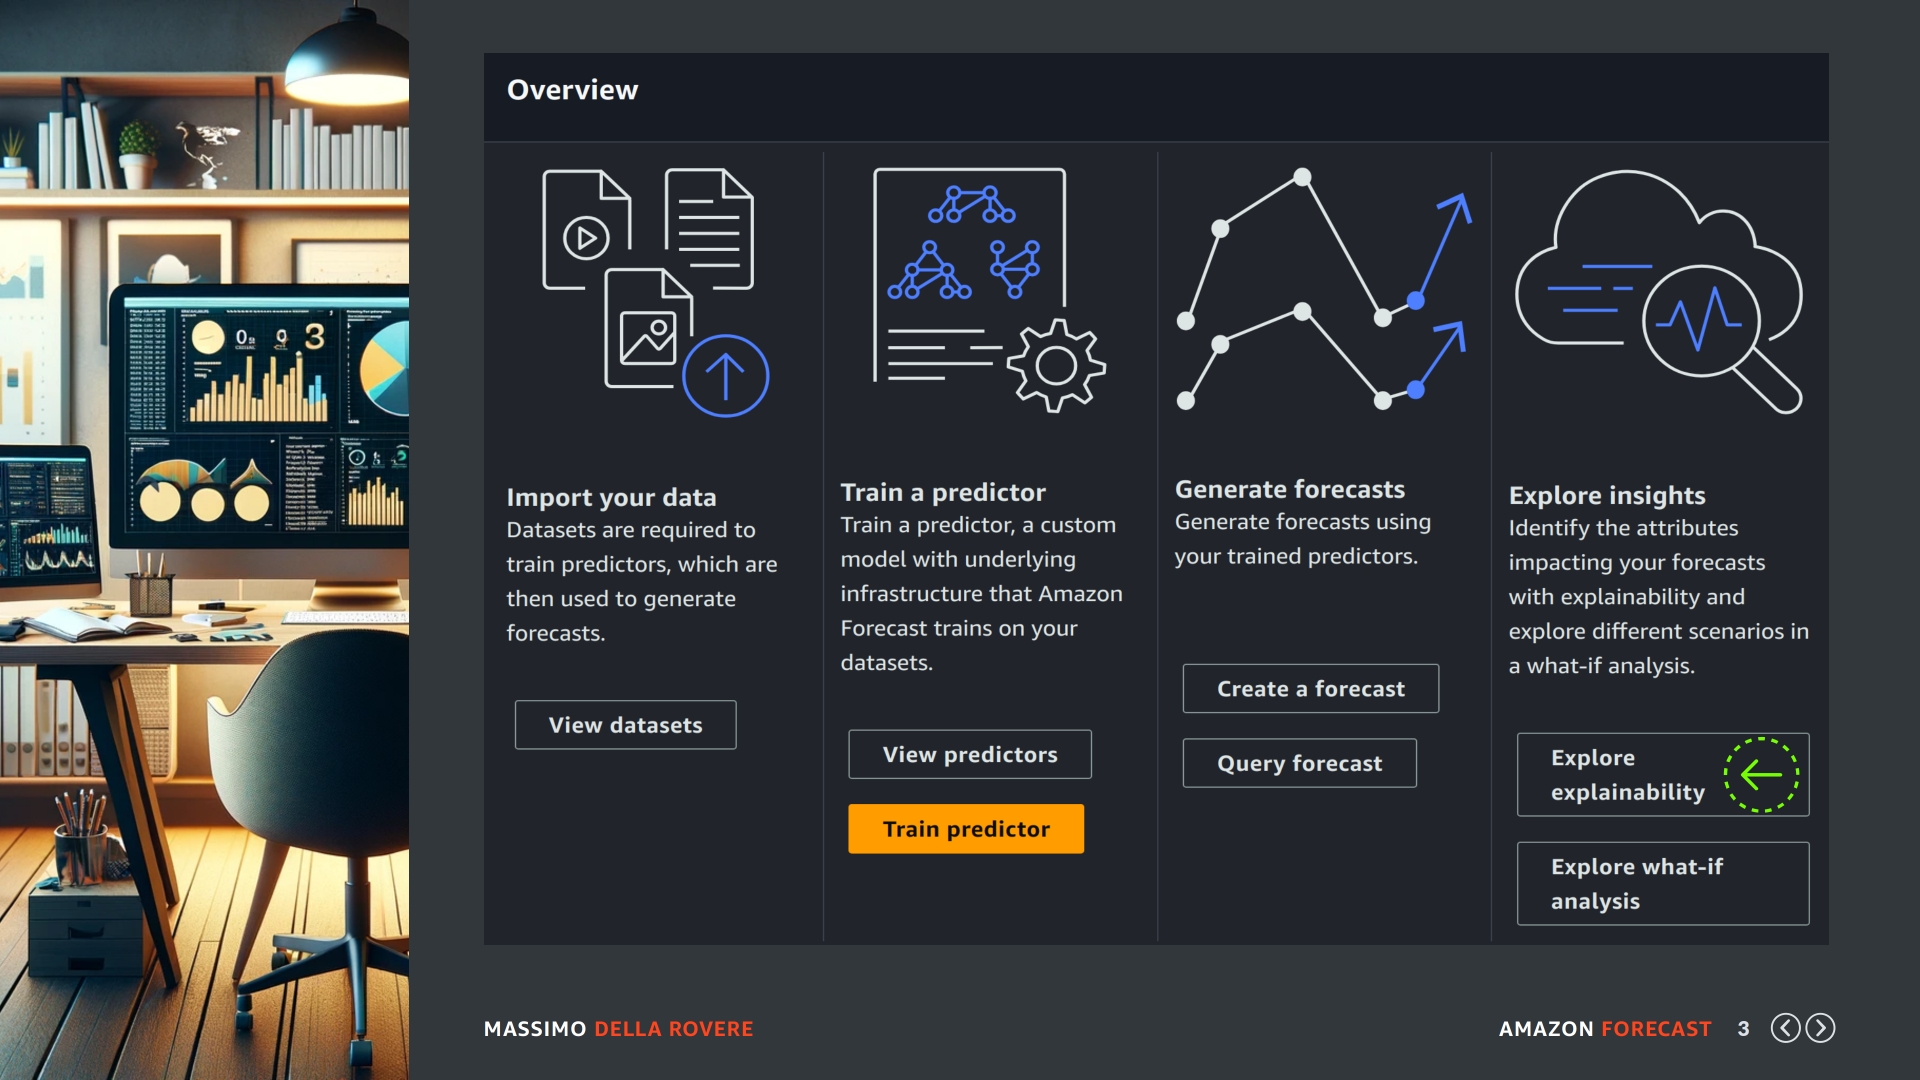 Overview
Import your data
Datasets are required to
train predictors, which are
then used to generate
forecasts.
View datasets
Train a predictor
Train a predictor, a custom
model with underlying
infrastructure that Amazon
Forecast trains on your
datasets.
View predictors
Train predictor
Generate forecasts
Generate forecasts using
your trained predictors.
Create a forecast
Query forecast
Explore insights
Identify the attributes
impacting your forecasts
with explainability and
explore different scenarios in
a what-if analysis.
Explore
explainability
Explore what-if
analysis
MASSIMO DELLA ROVERE
AMAZON FORECAST 3